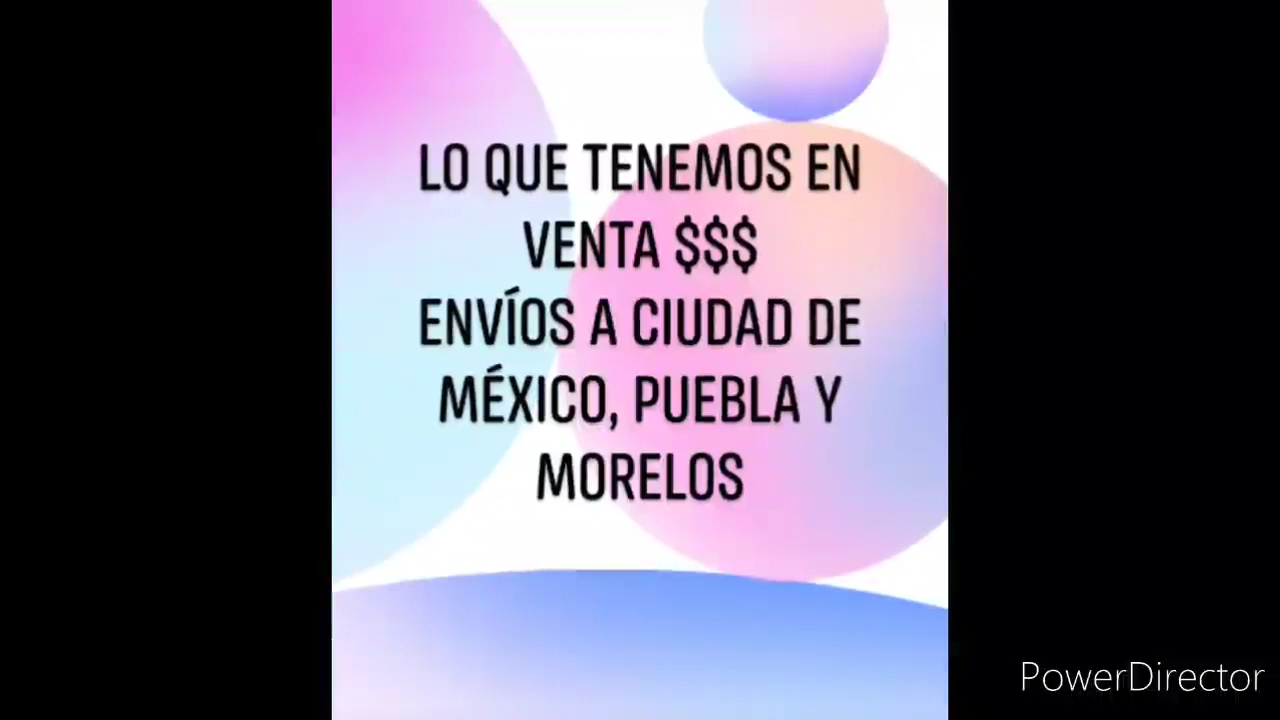 LO QUE TENEMOS EN
VENTA $$$
ENVÍOS A CIUDAD DE
MÉXICO, PUEBLA Y
MORELOS
PowerDirector